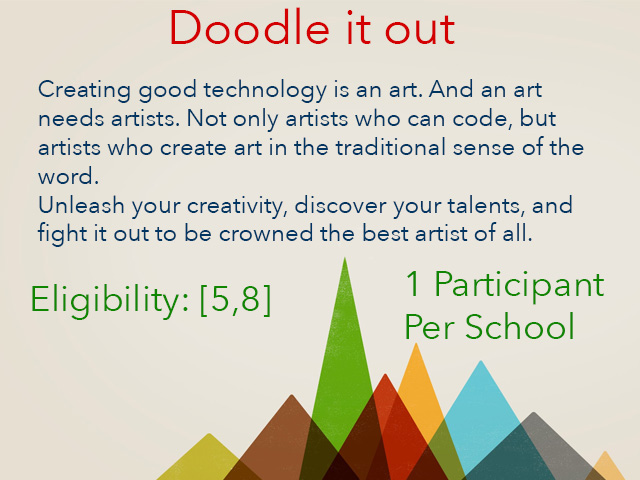 Doodle it out
Creating good technology is an art. And an art
needs artists. Not only artists who can code, but
artists who create art in the traditional sense of the
word.
Unleash your creativity, discover your talents, and
fight it out to be crowned the best artist of all.
Eligibility: [5,8]
1 Participant
Per School